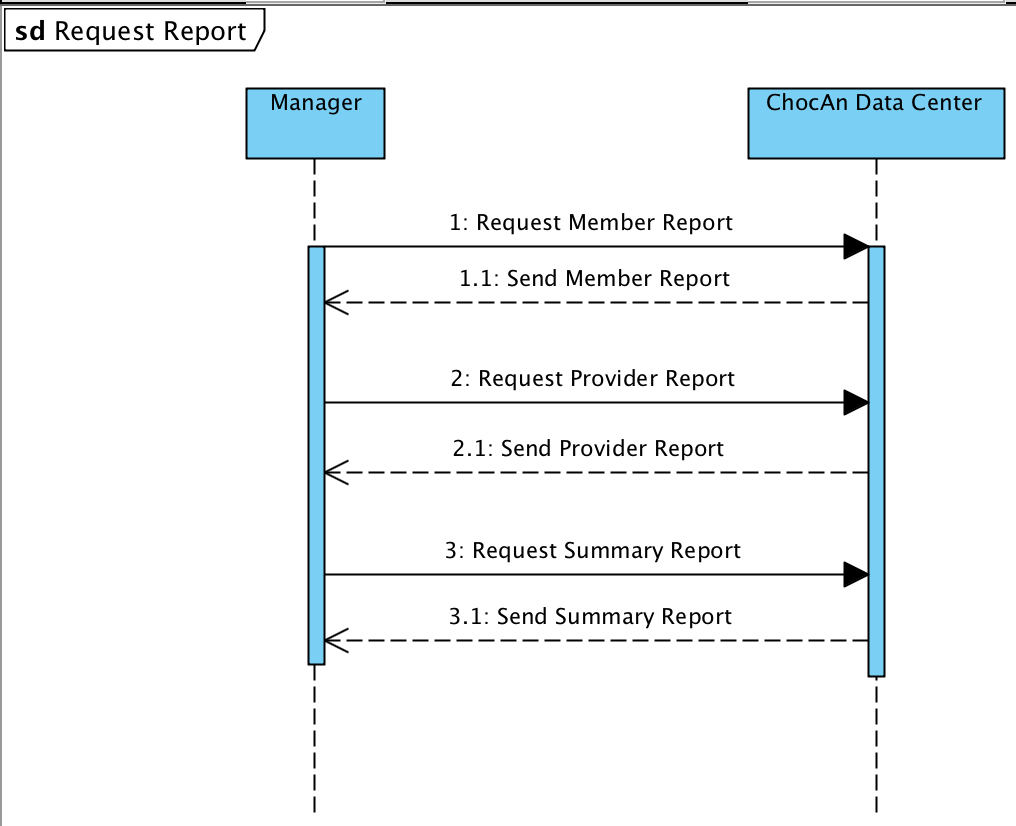 sd Request Report
Manager
ChocAn Data Center
1: Request Member Report
1.1: Send Member Report
2: Request Provider Report
2.1: Send Provider Report
3: Request Summary Report
3.1: Send Summary Report